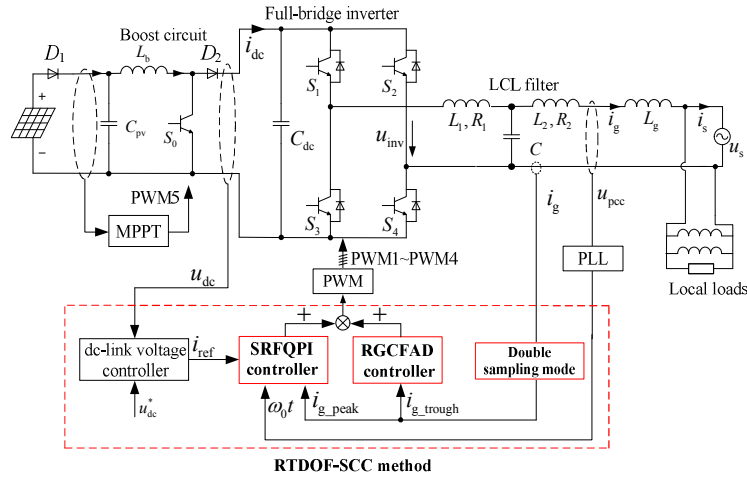 Full-bridge inverter
Boost circuit
D1
Lb
D2
idc
+
−
Cpv
S0
Cdc
S1
S2
S3
S4
uinv
LCL filter
L1, R1
L2, R2
C
ig
Lg
is
us
ig
upcc
PWM5
MPPT
PWM1~PWM4
PWM
PLL
Local loads
udc
+
+
dc-link voltage
controller
iref
SRFQPI
controller
RGCFAD
controller
Double
sampling mode
u*dc
ω0t
ig_peak
ig_trough
RTDOF-SCC method